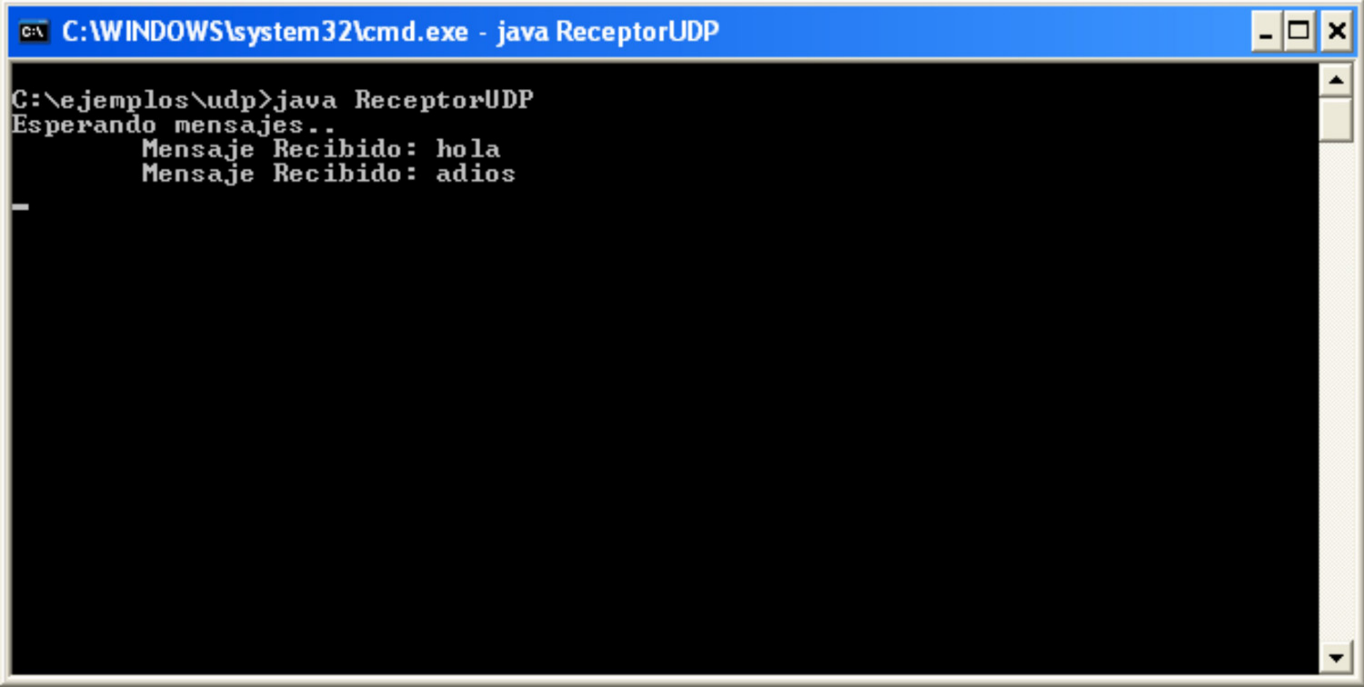 C:\WINDOWS\system32\cmd.exe - java ReceptorUDP
C:\ejemplos\udp>java ReceptorUDP
Esperando mensajes..
Mensaje Recibido: hola
Mensaje Recibido: adios